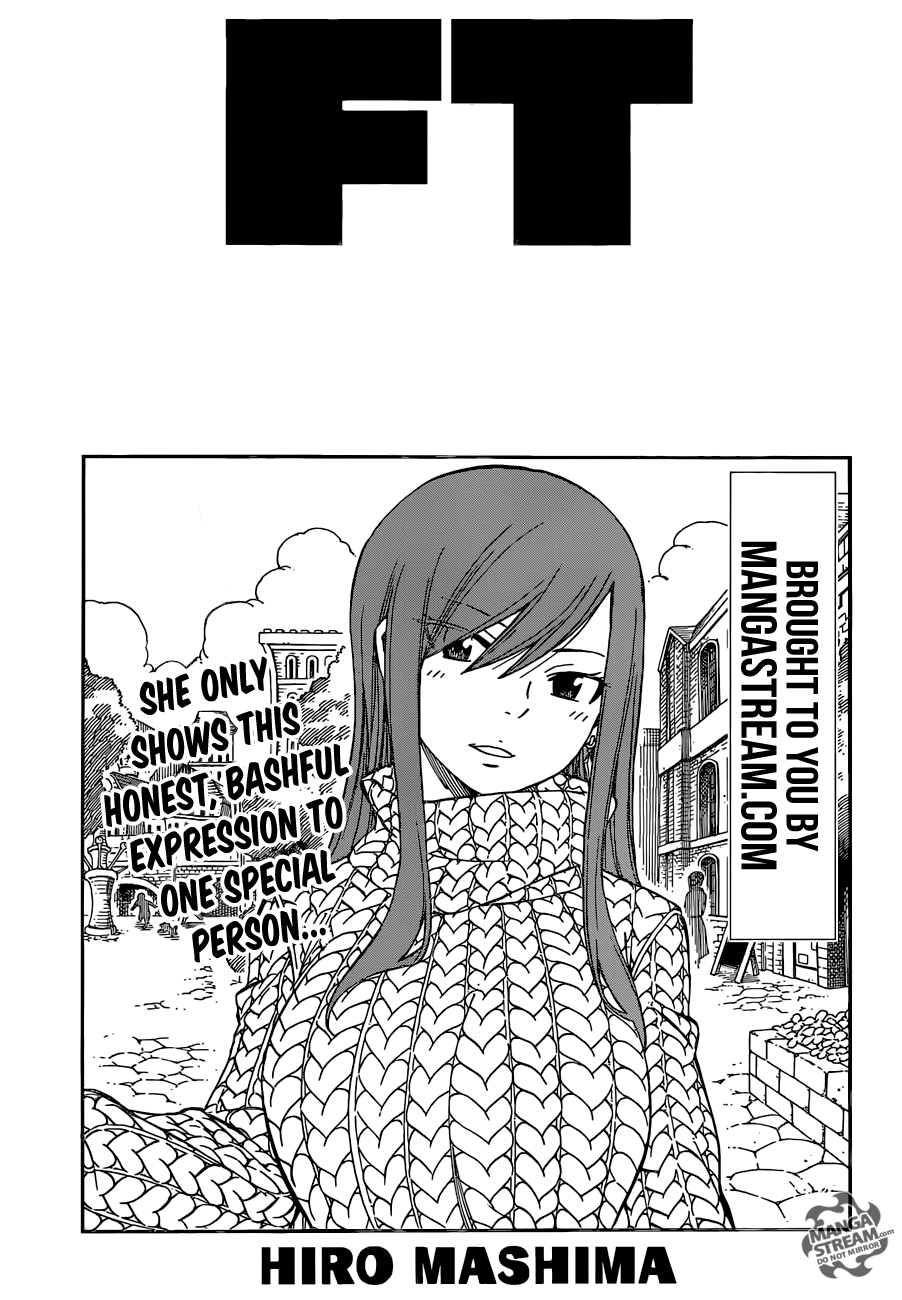 FT
BROUGHT TO YOU BY
MANGASTREAM.COM
SHE ONLY
SHOWS THIS
HONEST, BASHFUL
EXPRESSION TO
ONE SPECIAL
PERSON...
MANGA
STREAM.com
DO NOT MIRROR
HIRO MASHIMA